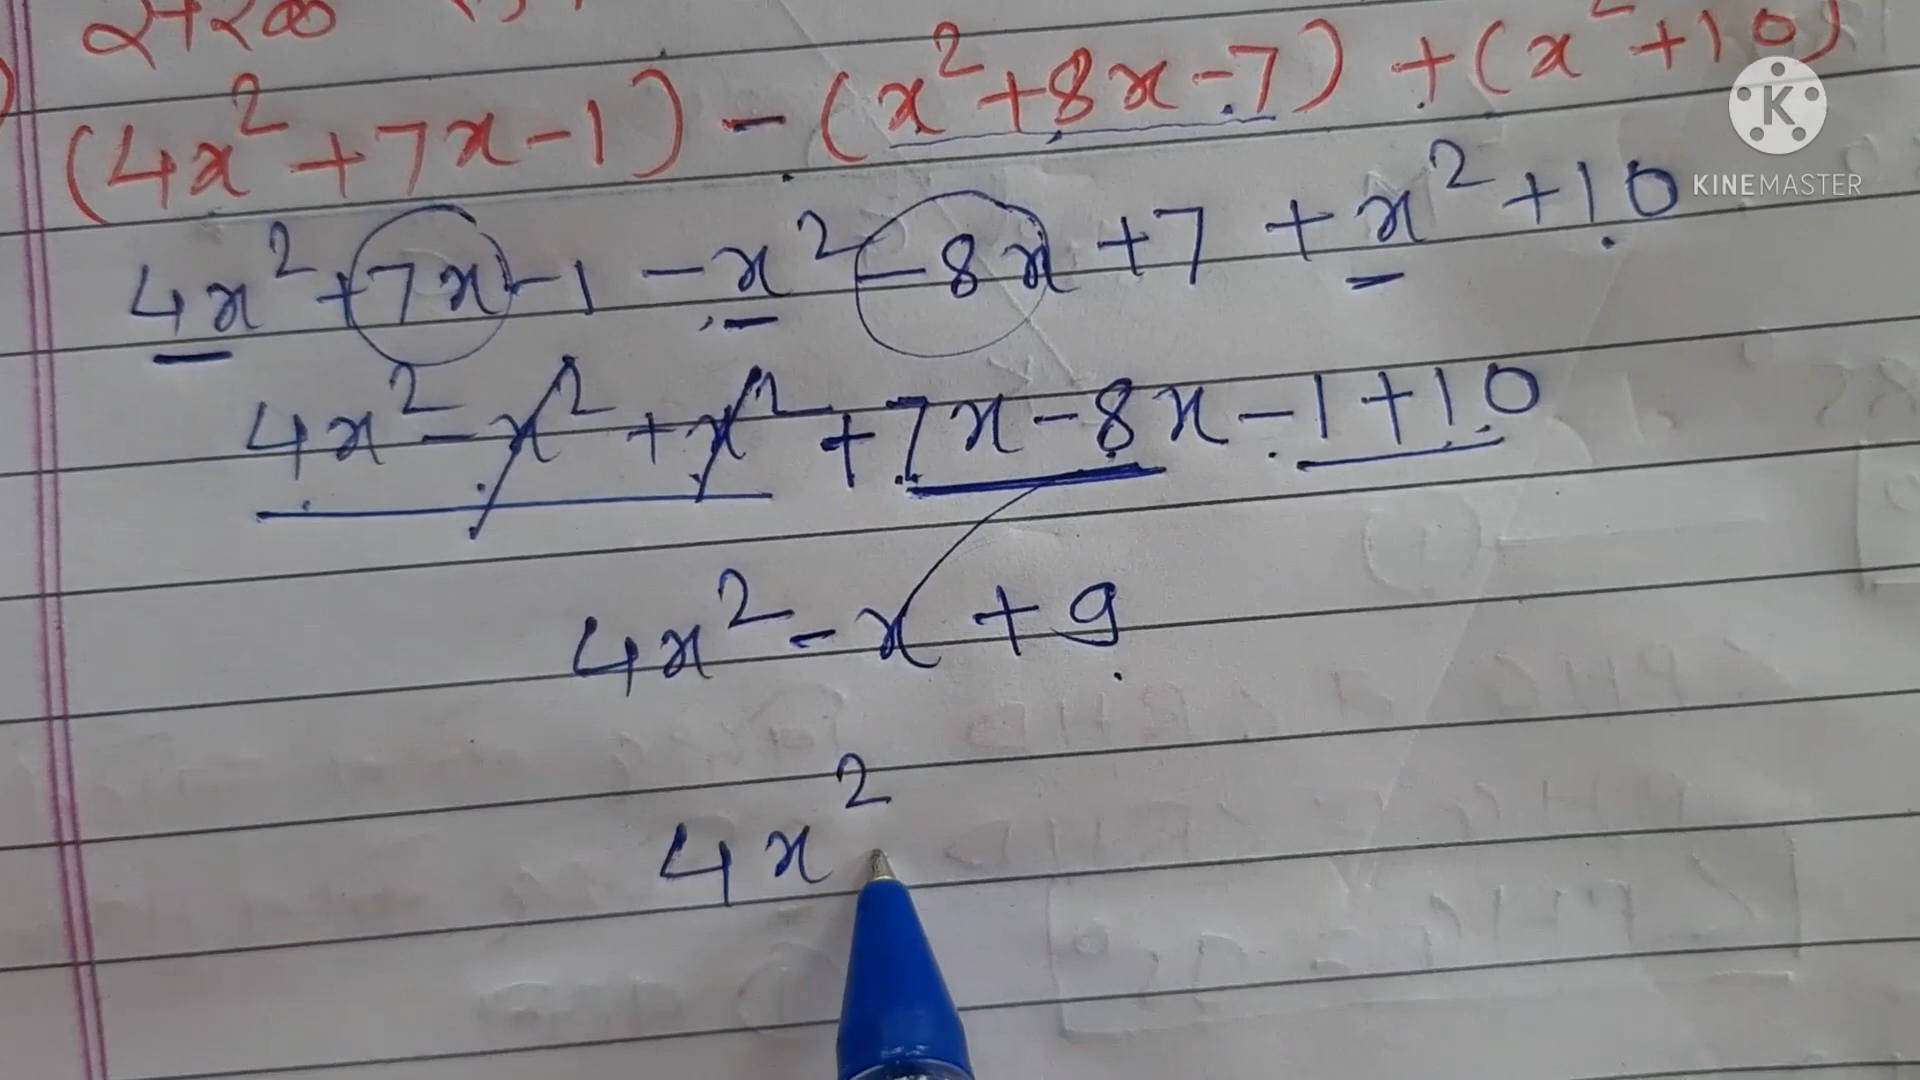 (4x²+7x-1) - (x²+8x-7) + (x²+10)
KINEMASTER
4x²+7x-1 -x²-8x+7 +x²+10
4x²-x²+x²+7x-8x-1+10
4x²-x+9
4x²